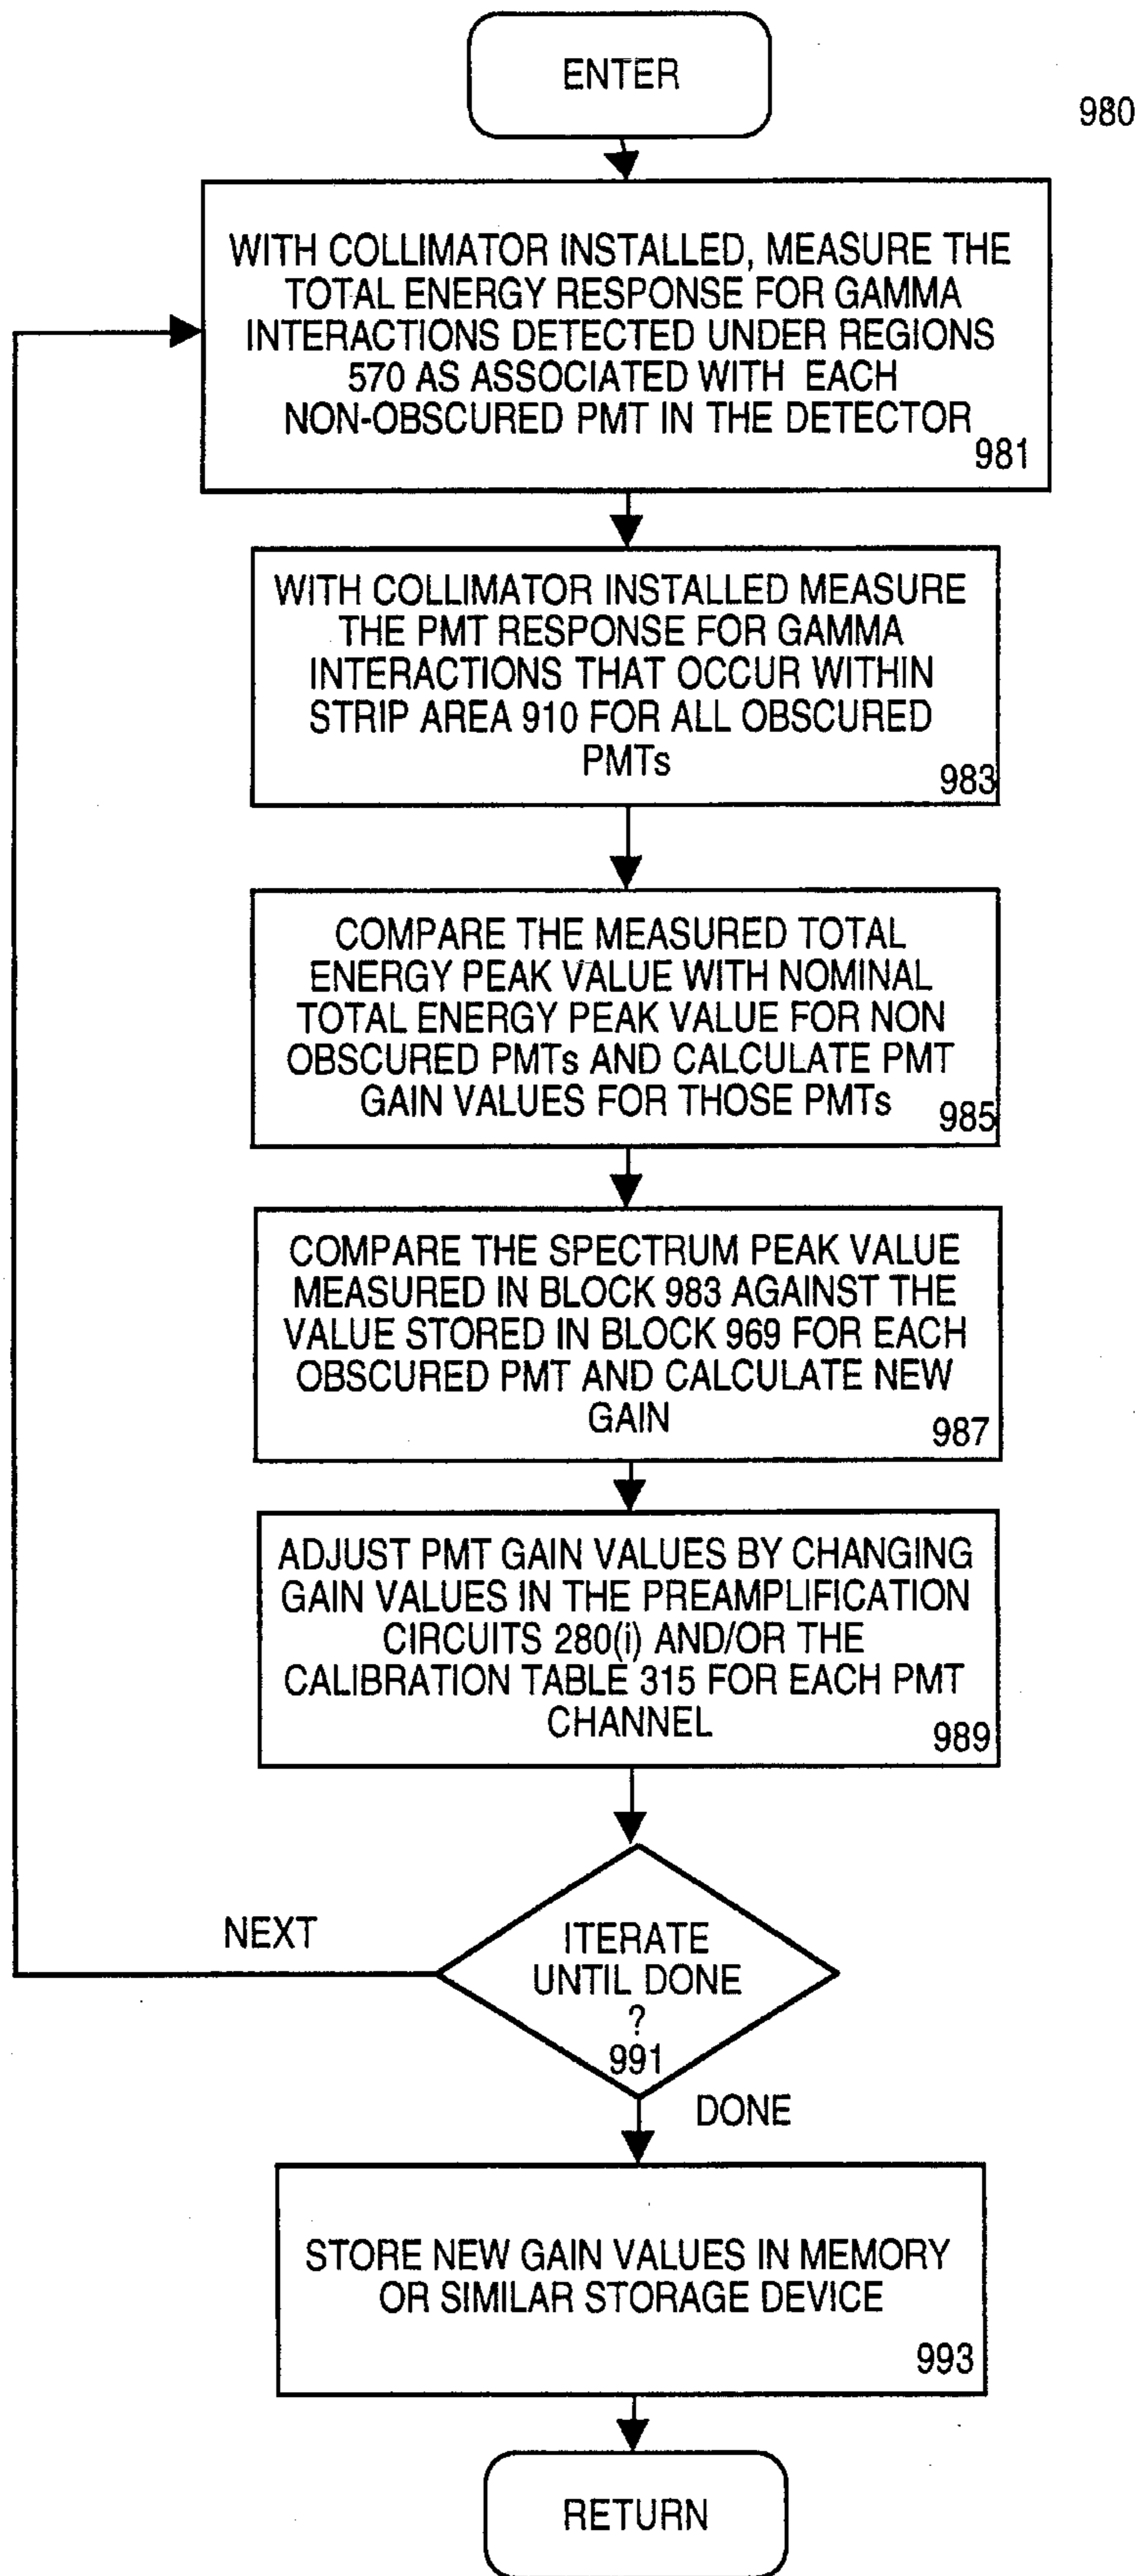 ENTER
980
WITH COLLIMATOR INSTALLED, MEASURE THE
TOTAL ENERGY RESPONSE FOR GAMMA
INTERACTIONS DETECTED UNDER REGIONS
570 AS ASSOCIATED WITH EACH
NON-OBSCURED PMT IN THE DETECTOR
981
WITH COLLIMATOR INSTALLED MEASURE
THE PMT RESPONSE FOR GAMMA
INTERACTIONS THAT OCCUR WITHIN
STRIP AREA 910 FOR ALL OBSCURED
PMTs
983
COMPARE THE MEASURED TOTAL
ENERGY PEAK VALUE WITH NOMINAL
TOTAL ENERGY PEAK VALUE FOR NON
OBSCURED PMTs AND CALCULATE PMT
GAIN VALUES FOR THOSE PMTs
985
COMPARE THE SPECTRUM PEAK VALUE
MEASURED IN BLOCK 983 AGAINST THE
VALUE STORED IN BLOCK 969 FOR EACH
OBSCURED PMT AND CALCULATE NEW
GAIN
987
ADJUST PMT GAIN VALUES BY CHANGING
GAIN VALUES IN THE PREAMPLIFICATION
CIRCUITS 280(i) AND/OR THE
CALIBRATION TABLE 315 FOR EACH PMT
CHANNEL
989
NEXT
ITERATE
UNTIL DONE
?
991
DONE
STORE NEW GAIN VALUES IN MEMORY
OR SIMILAR STORAGE DEVICE
993
RETURN